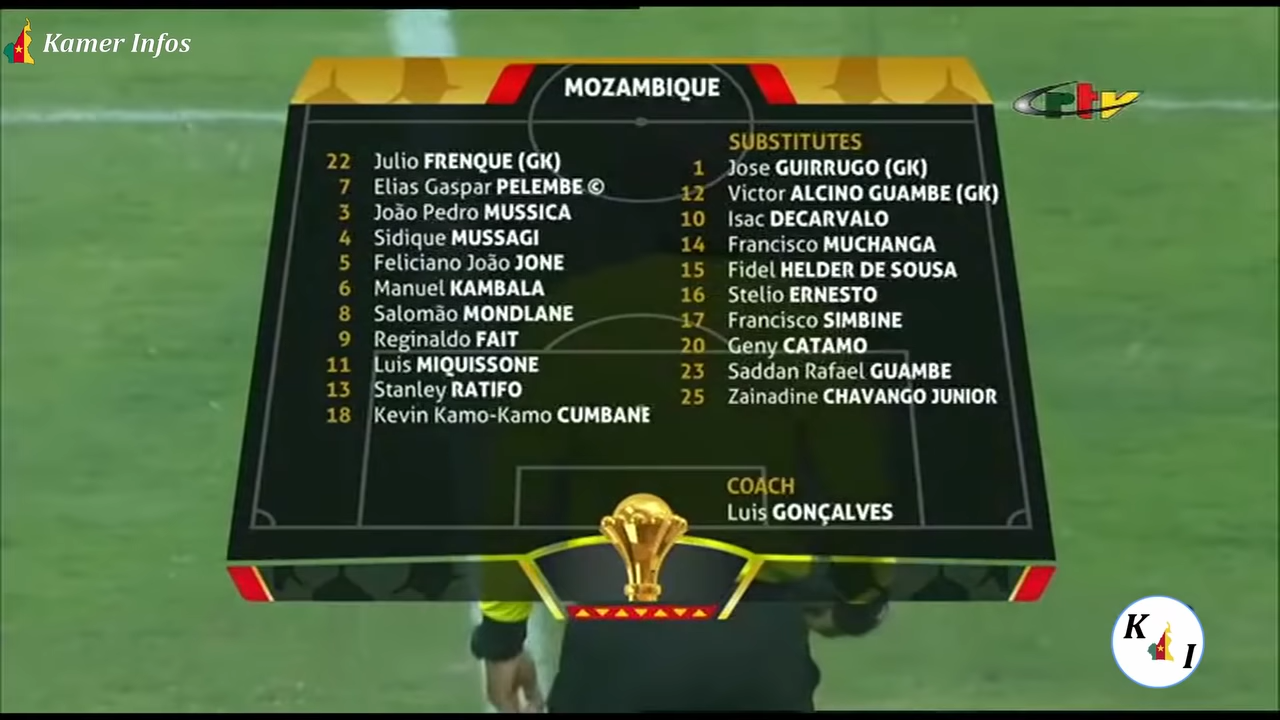 Kamer Infos
MOZAMBIQUE
crtv
22 Julio FRENQUE (GK)
7 Elias Gaspar PELEMBE ©
3 João Pedro MUSSICA
4 Sidique MUSSAGI
5 Feliciano João JONE
6 Manuel KAMBALA
8 Salomão MONDLANE
9 Reginaldo FAIT
11 Luis MIQUISSONE
13 Stanley RATIFO
18 Kevin Kamo-Kamo CUMBANE
SUBSTITUTES
1 Jose GUIRRUGO (GK)
12 Victor ALCINO GUAMBE (GK)
10 Isac DECARVALO
14 Francisco MUCHANGA
15 Fidel HELDER DE SOUSA
16 Stelio ERNESTO
17 Francisco SIMBINE
20 Geny CATAMO
23 Saddan Rafael GUAMBE
25 Zainadine CHAVANGO JUNIOR
COACH
Luis GONÇALVES
K I